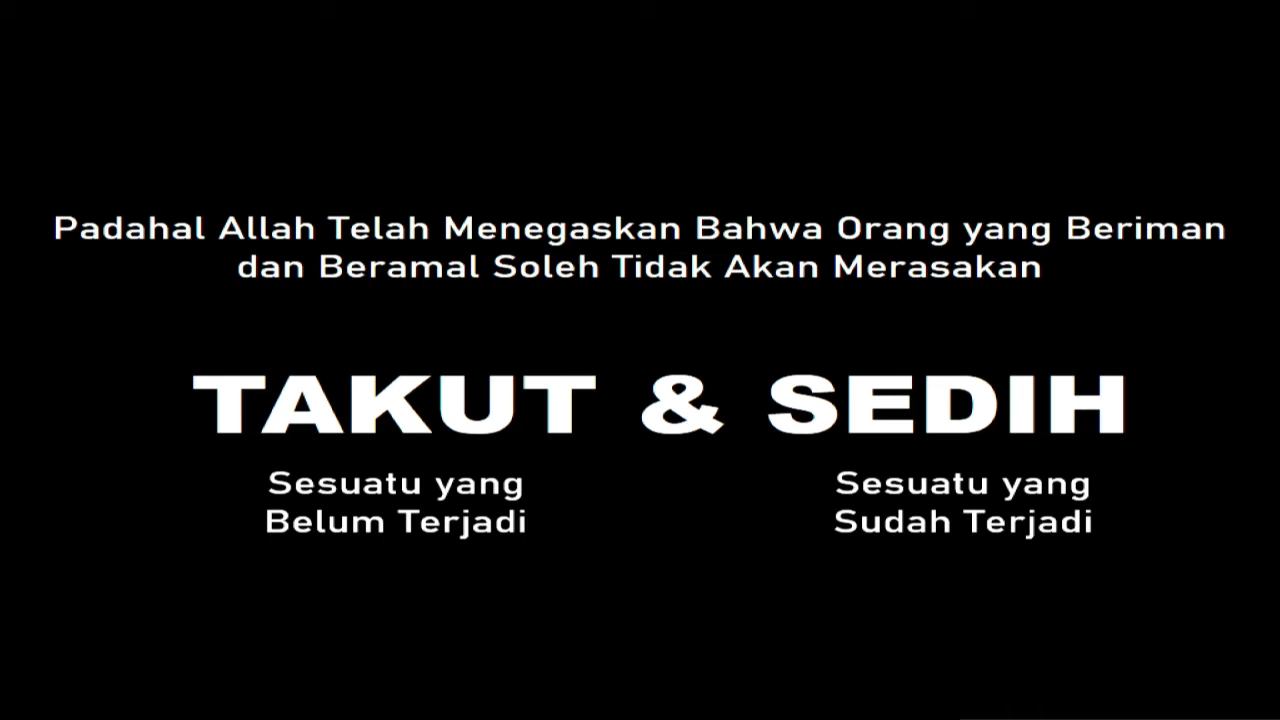 Padahal Allah Telah Menegaskan Bahwa Orang yang Beriman
dan Beramal Soleh Tidak Akan Merasakan
TAKUT & SEDIH
Sesuatu yang
Belum Terjadi
Sesuatu yang
Sudah Terjadi